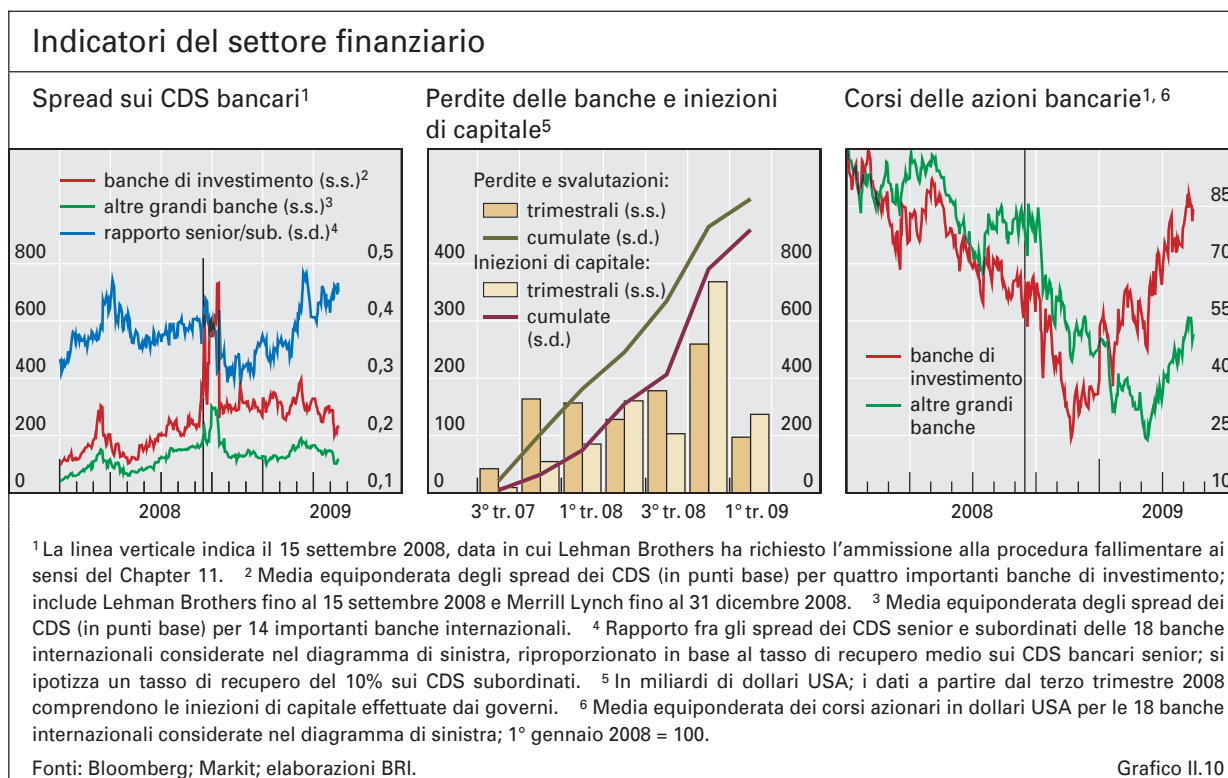 Indicatori del settore finanziario
Spread sui CDS bancari1
banche di investimento (s.s.)2
altre grandi banche (s.s.)3
rapporto senior/sub. (s.d.)4
800
600
400
200
0
0,5
0,4
0,3
0,2
0,1
2008
2009
Perdite delle banche e iniezioni
di capitale5
Perdite e svalutazioni:
trimestrali (s.s.)
cumulate (s.d.)
Iniezioni di capitale:
trimestrali (s.s.)
cumulate
(s.d.)
400
300
200
100
0
800
600
400
200
0
3° tr. 07
1° tr. 08
3° tr. 08
1° tr. 09
Corsi delle azioni bancarie1, 6
banche di
investimento
altre grandi
banche
85
70
55
40
25
10
2008
2009
1 La linea verticale indica il 15 settembre 2008, data in cui Lehman Brothers ha richiesto l'ammissione alla procedura fallimentare ai
sensi del Chapter 11. 2 Media equiponderata degli spread dei CDS (in punti base) per quattro importanti banche di investimento;
include Lehman Brothers fino al 15 settembre 2008 e Merrill Lynch fino al 31 dicembre 2008. 3 Media equiponderata degli spread dei
CDS (in punti base) per 14 importanti banche internazionali. 4 Rapporto fra gli spread dei CDS senior e subordinati delle 18 banche
internazionali considerate nel diagramma di sinistra, riproporzionato in base al tasso di recupero medio sui CDS bancari senior; si
ipotizza un tasso di recupero del 10% sui CDS subordinati. 5 In miliardi di dollari USA; i dati a partire dal terzo trimestre 2008
comprendono le iniezioni di capitale effettuate dai governi. 6 Media equiponderata dei corsi azionari in dollari USA per le 18 banche
internazionali considerate nel diagramma di sinistra; 1° gennaio 2008 = 100.
Fonti: Bloomberg; Markit; elaborazioni BRI.
Grafico II.10